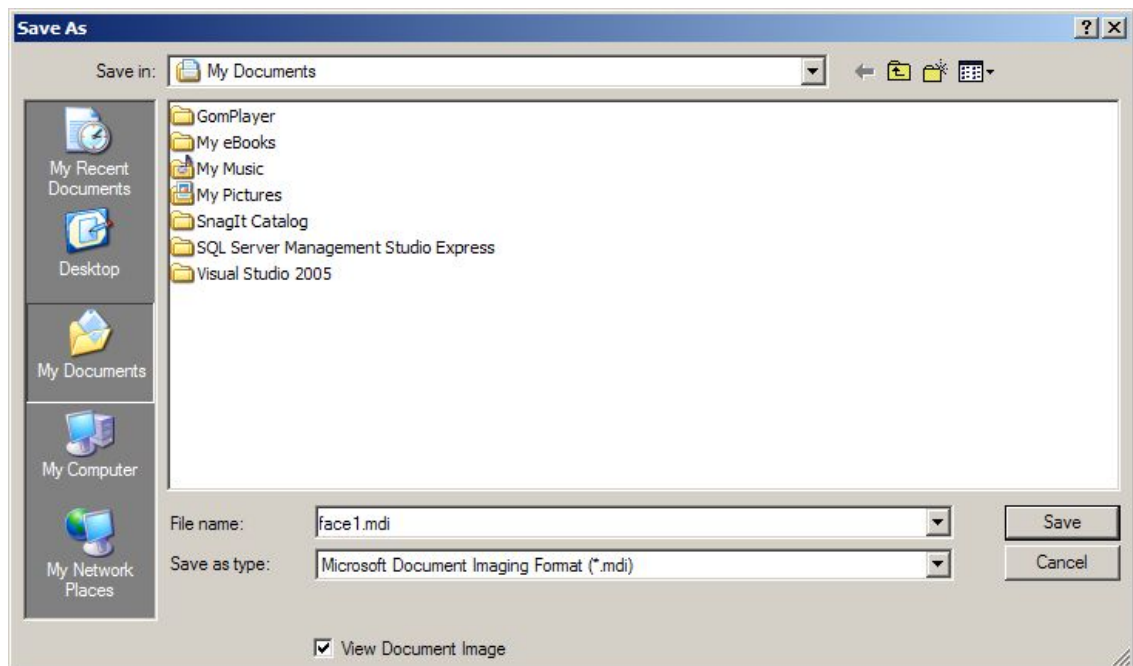 Save As
Save in:
My Documents
My Recent
Documents
Desktop
My Documents
My Computer
My Network
Places
GomPlayer
My eBooks
My Music
My Pictures
SnagIt Catalog
SQL Server Management Studio Express
Visual Studio 2005
File name:
face1.mdi
Save
Save as type:
Microsoft Document Imaging Format (*.mdi)
Cancel
View Document Image